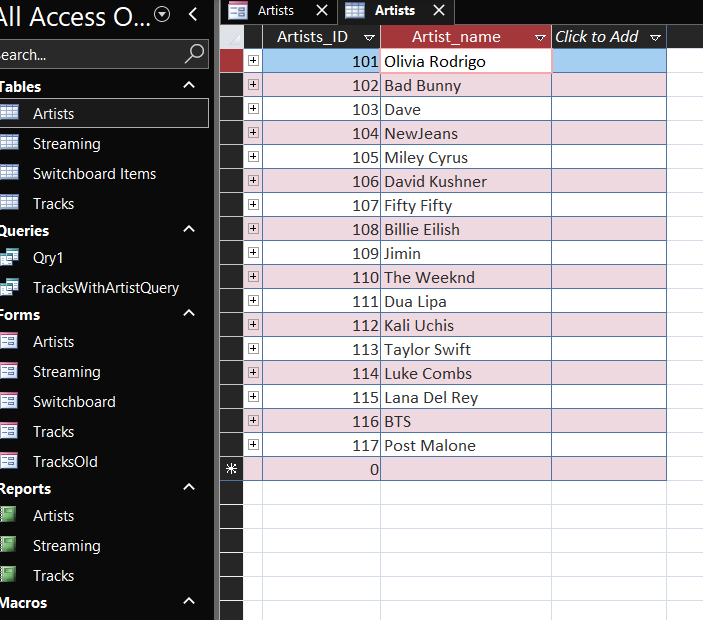 All Access O...
Search...
Tables
Artists
Streaming
Switchboard Items
Tracks
Queries
Qry1
TracksWithArtistQuery
Forms
Artists
Streaming
Switchboard
Tracks
TracksOld
Reports
Artists
Streaming
Tracks
Macros
Artists Artists
Artists_ID Artist_name Click to Add
101 Olivia Rodrigo
102 Bad Bunny
103 Dave
104 NewJeans
105 Miley Cyrus
106 David Kushner
107 Fifty Fifty
108 Billie Eilish
109 Jimin
110 The Weeknd
111 Dua Lipa
112 Kali Uchis
113 Taylor Swift
114 Luke Combs
115 Lana Del Rey
116 BTS
117 Post Malone
0